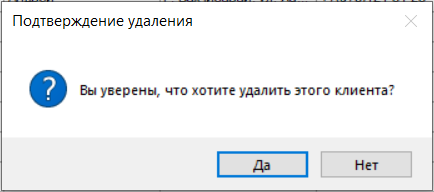 Подтверждение удаления
Вы уверены, что хотите удалить этого клиента?
Да
Нет